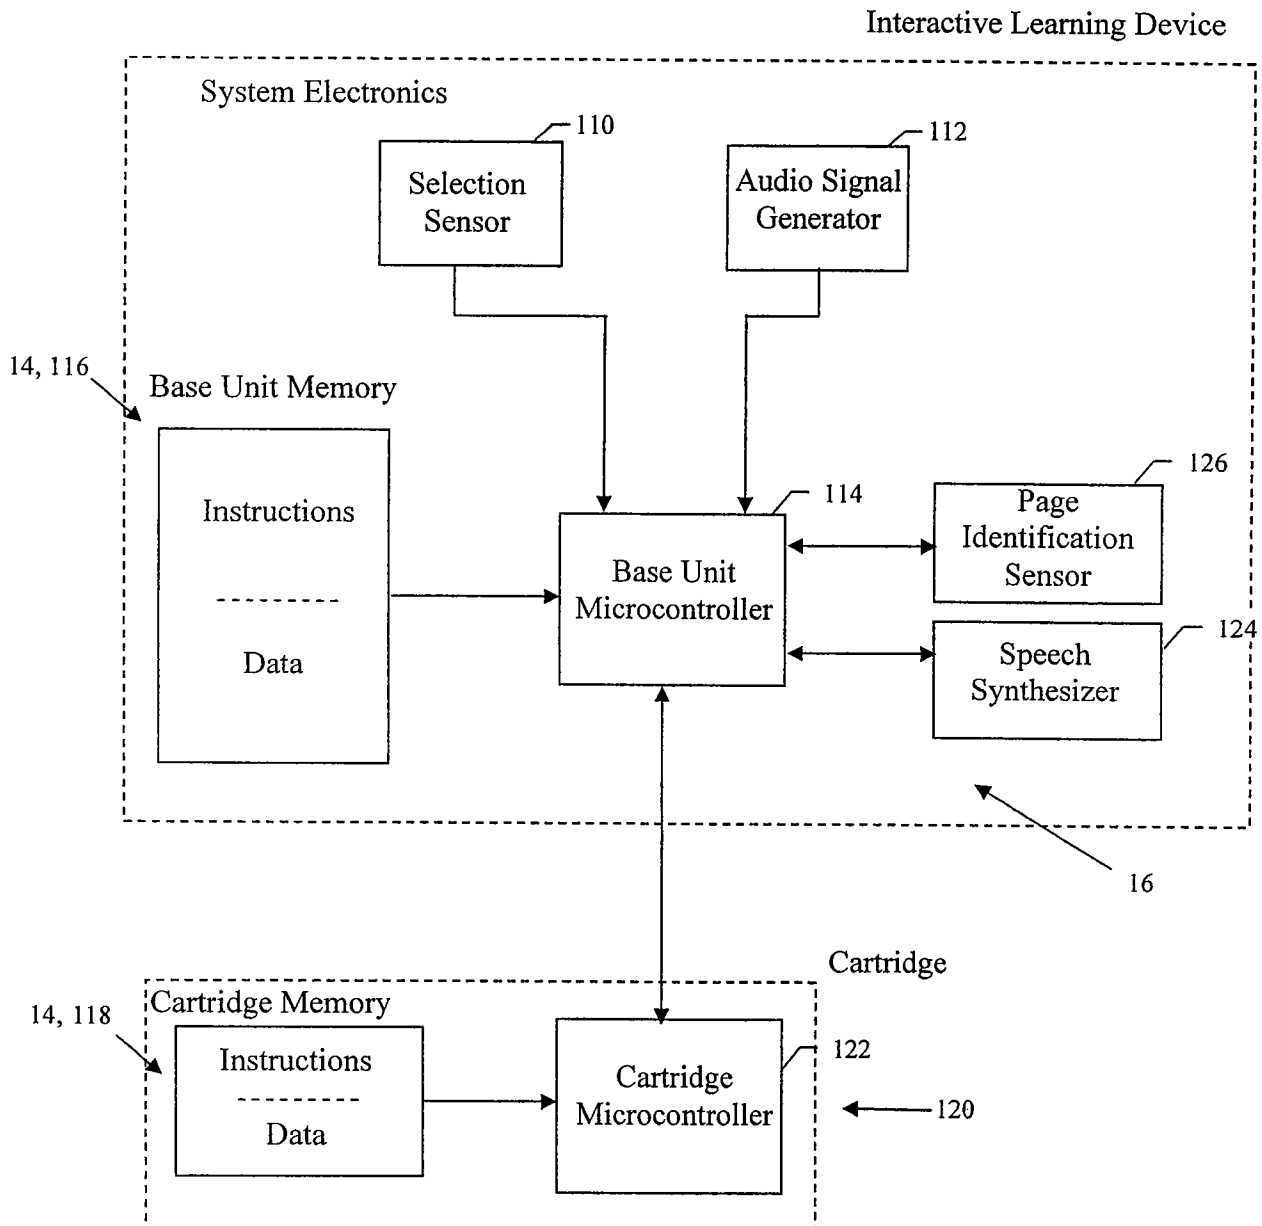 Interactive Learning Device
System Electronics
110
112
Selection
Sensor
Audio Signal
Generator
14, 116
Base Unit Memory
Instructions
Data
114
Base Unit
Microcontroller
126
Page
Identification
Sensor
124
Speech
Synthesizer
16
Cartridge
Cartridge Memory
14, 118
Instructions
Data
122
Cartridge
Microcontroller
120